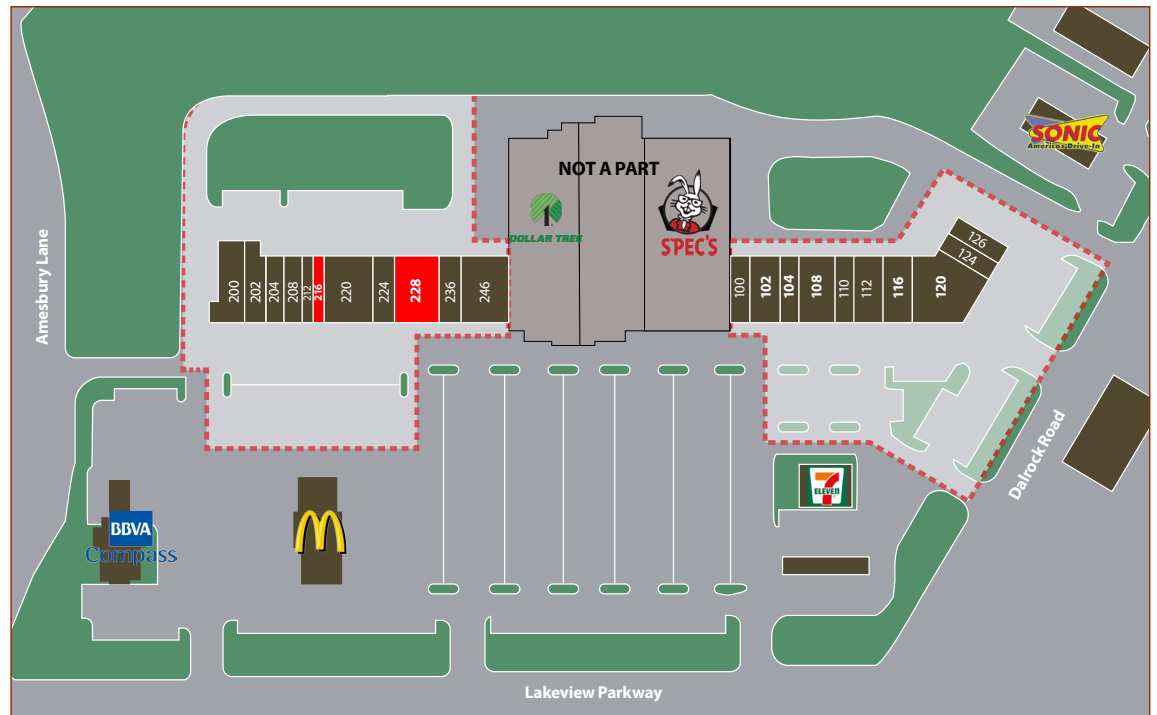 SONIC
America's Drive-In
NOT A PART
DOLLAR TREE
SPEC'S
Amesbury Lane
200
202
204
208
212
216
220
224
228
236
246
100
102
104
108
110
112
116
120
124
126
Dalrock Road
7
ELEVEN
BBVA
Compass
Lakeview Parkway